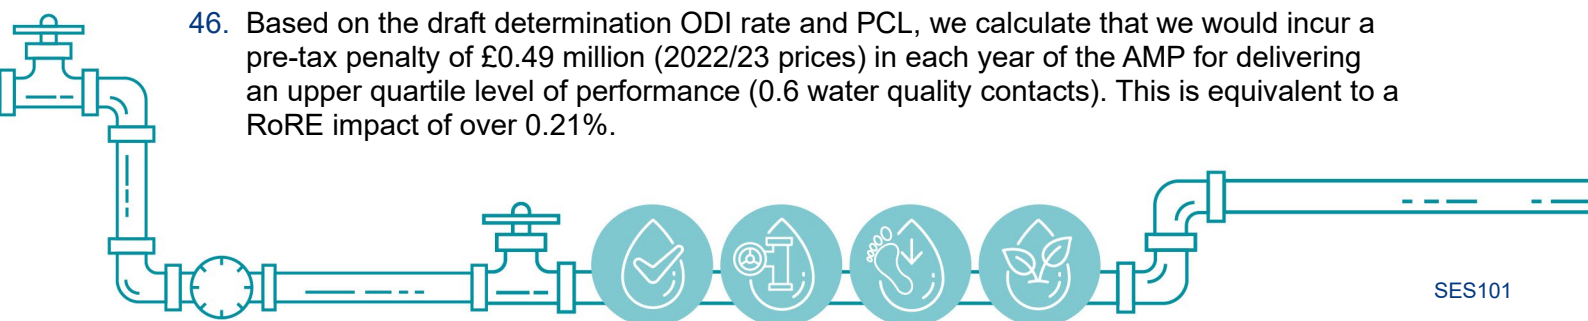 46. Based on the draft determination ODI rate and PCL, we calculate that we would incur a
pre-tax penalty of £0.49 million (2022/23 prices) in each year of the AMP for delivering
an upper quartile level of performance (0.6 water quality contacts). This is equivalent to a
RoRE impact of over 0.21%.
SES101